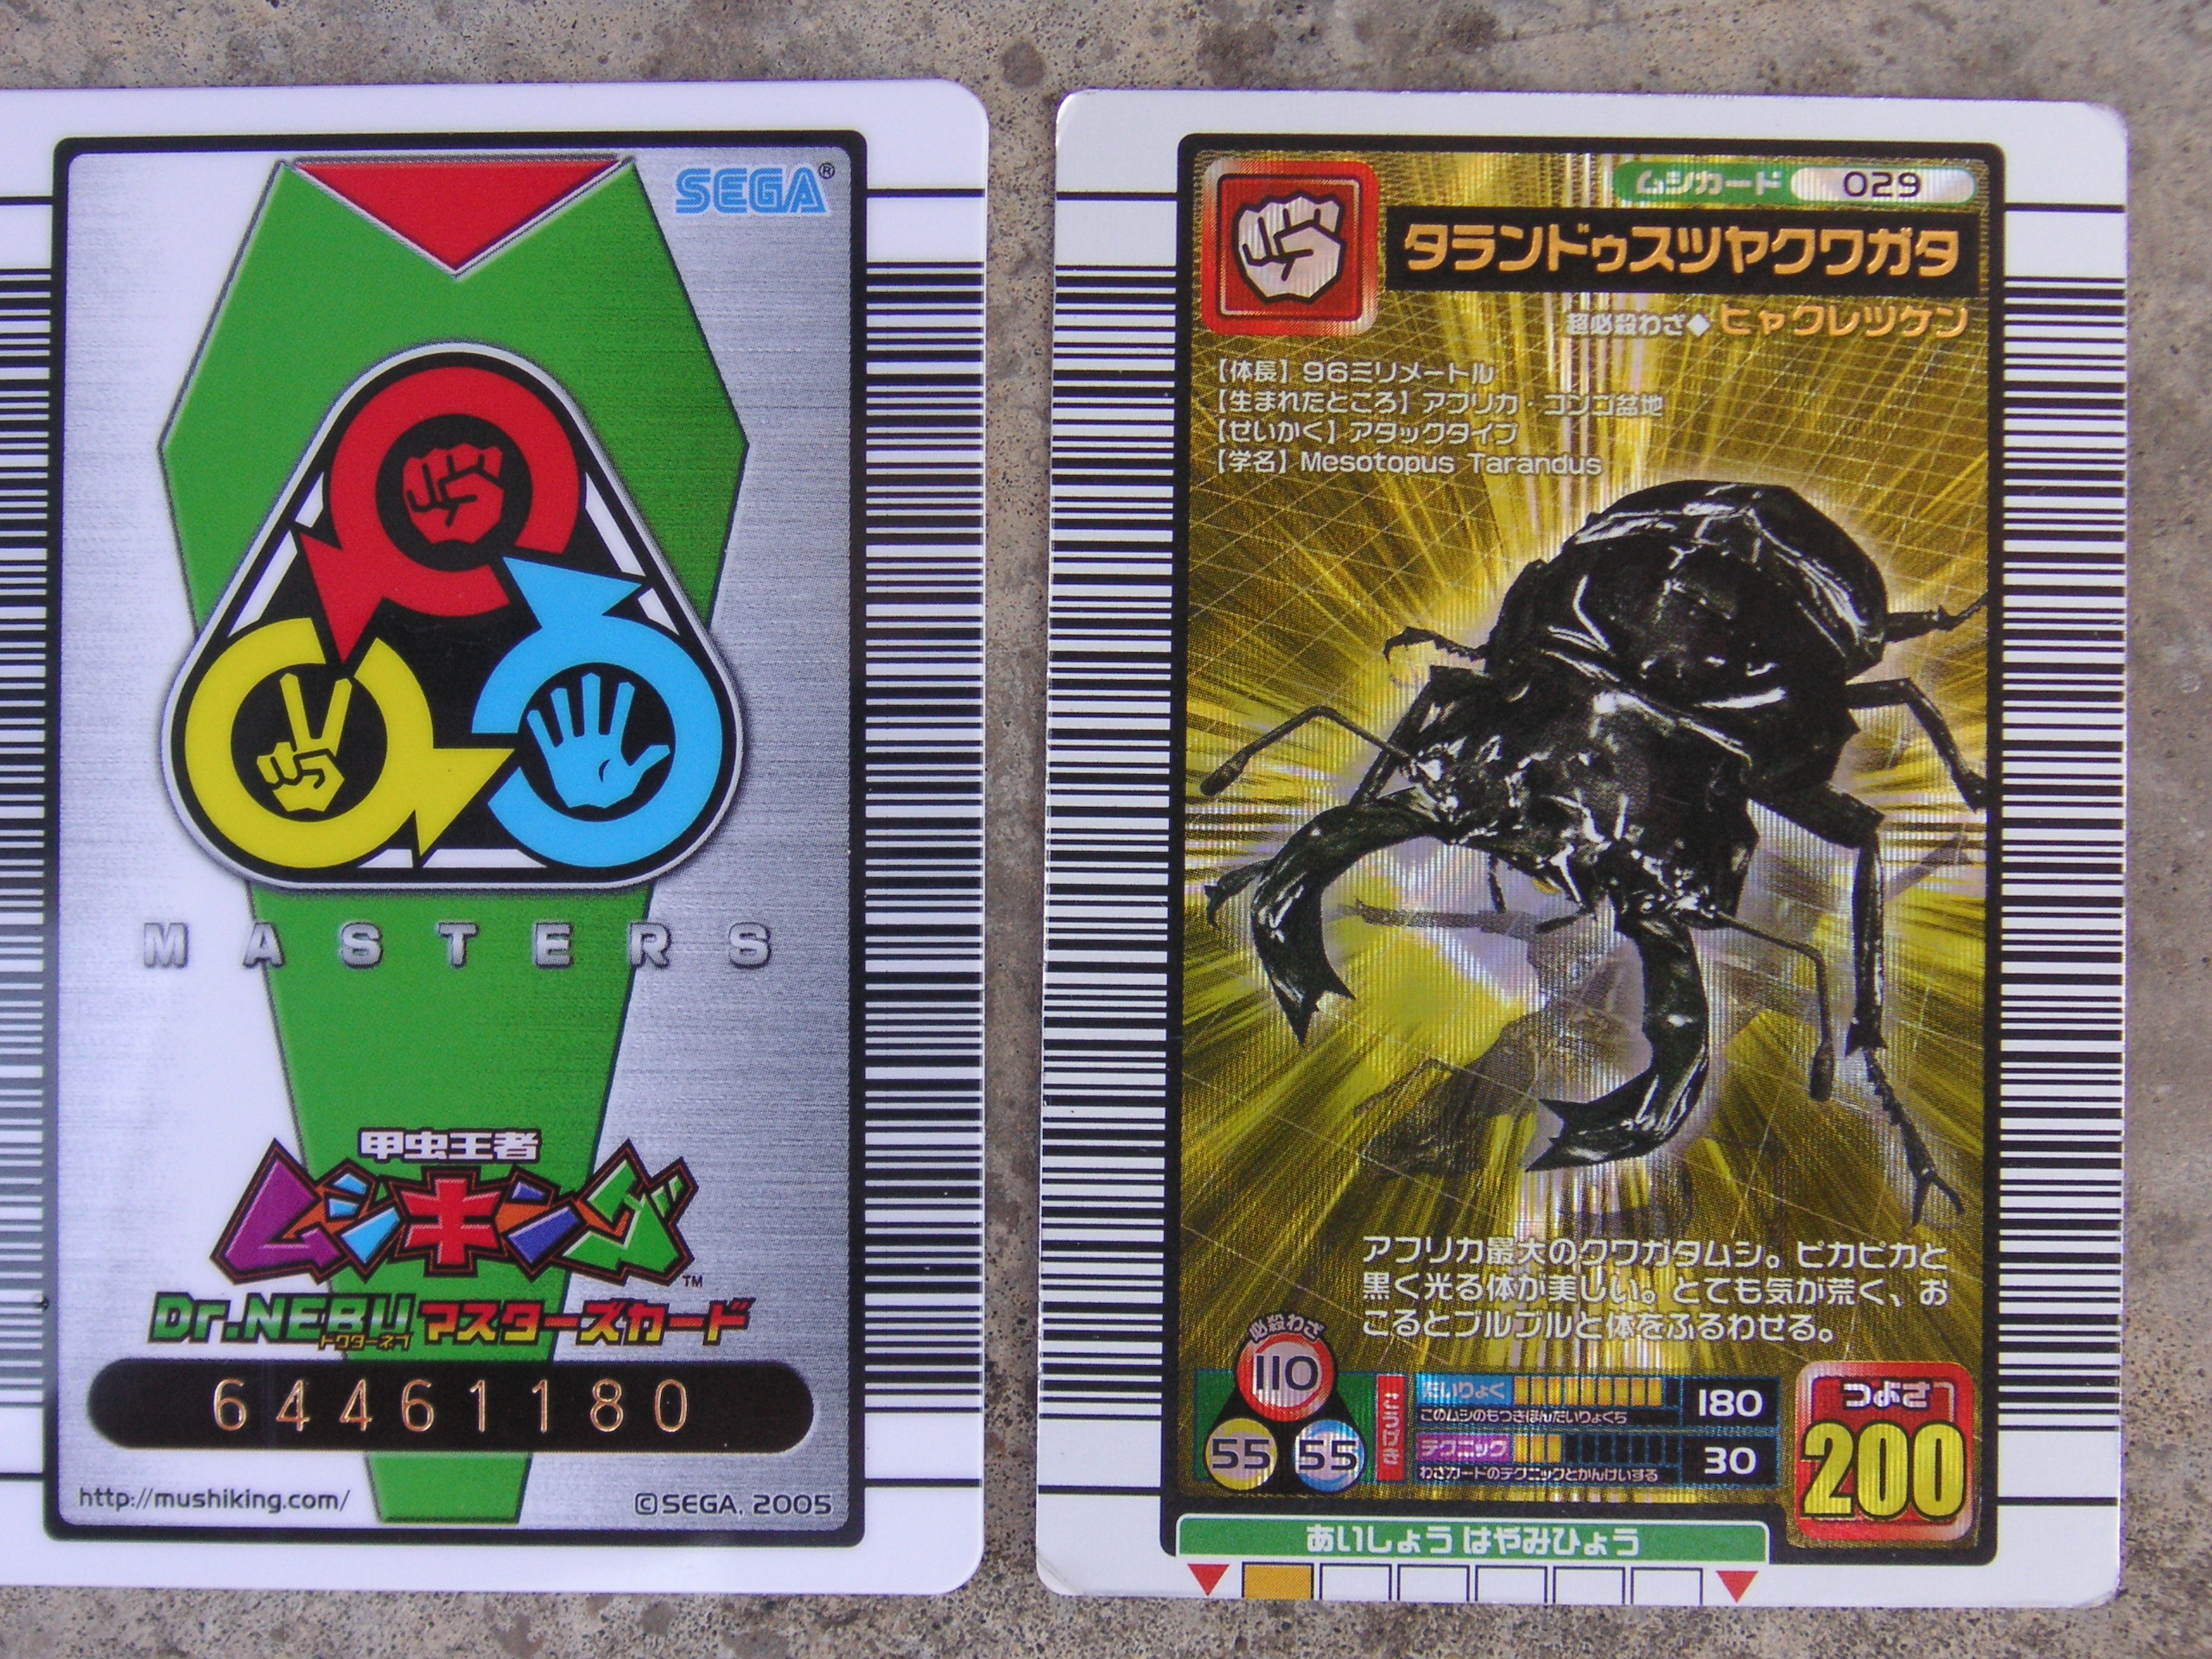 SEGA®
MASTERS
甲虫王者
ムシキング™
Dr.NEBU マスターズカード
ドクターネブ
64461180
http://mushiking.com/
©SEGA, 2005
ムシカード 029
タランドゥスツヤクワガタ
超必殺わざ◆ヒャクレツケン
【体長】96ミリメートル
【生まれたところ】アフリカ・コンゴ盆地
【せいかく】アタックタイプ
【学名】Mesotopus Tarandus
アフリカ最大のクワガタムシ。ピカピカと
黒く光る体が美しい。とても気が荒く、お
こるとブルブルと体をふるわせる。
必殺わざ
110
55 55
こうげき
たいりょく 180
このムシのもつきほんたいりょくち
テクニック 30
わざカードのテクニックとかんけいする
つよさ
200
あいしょう はやみひょう